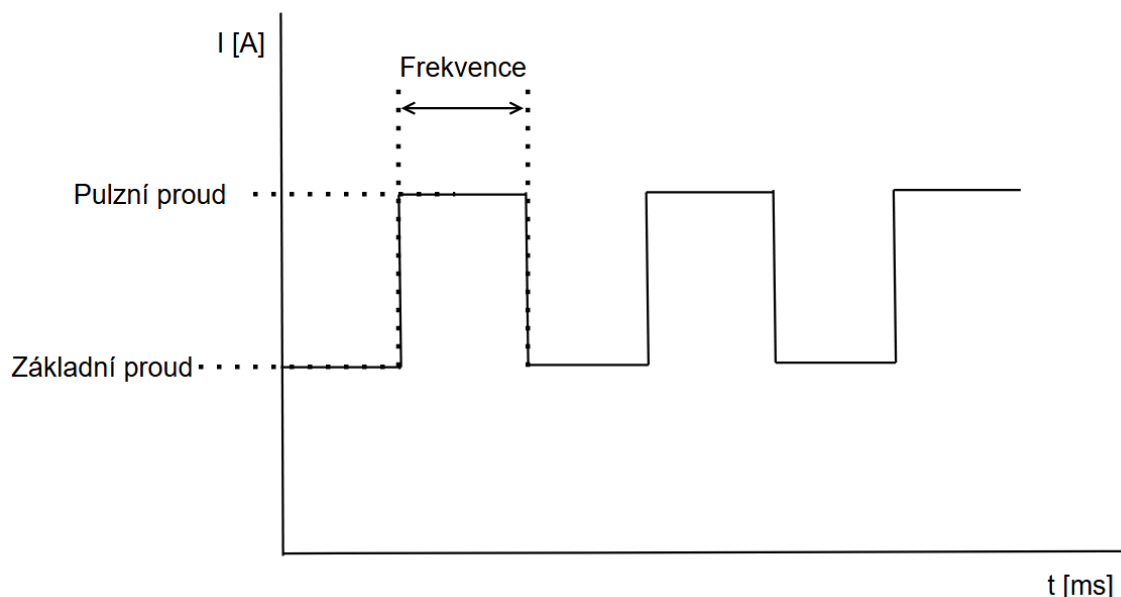 I [A]
Frekvence
Pulzní proud
Základní proud
t [ms]